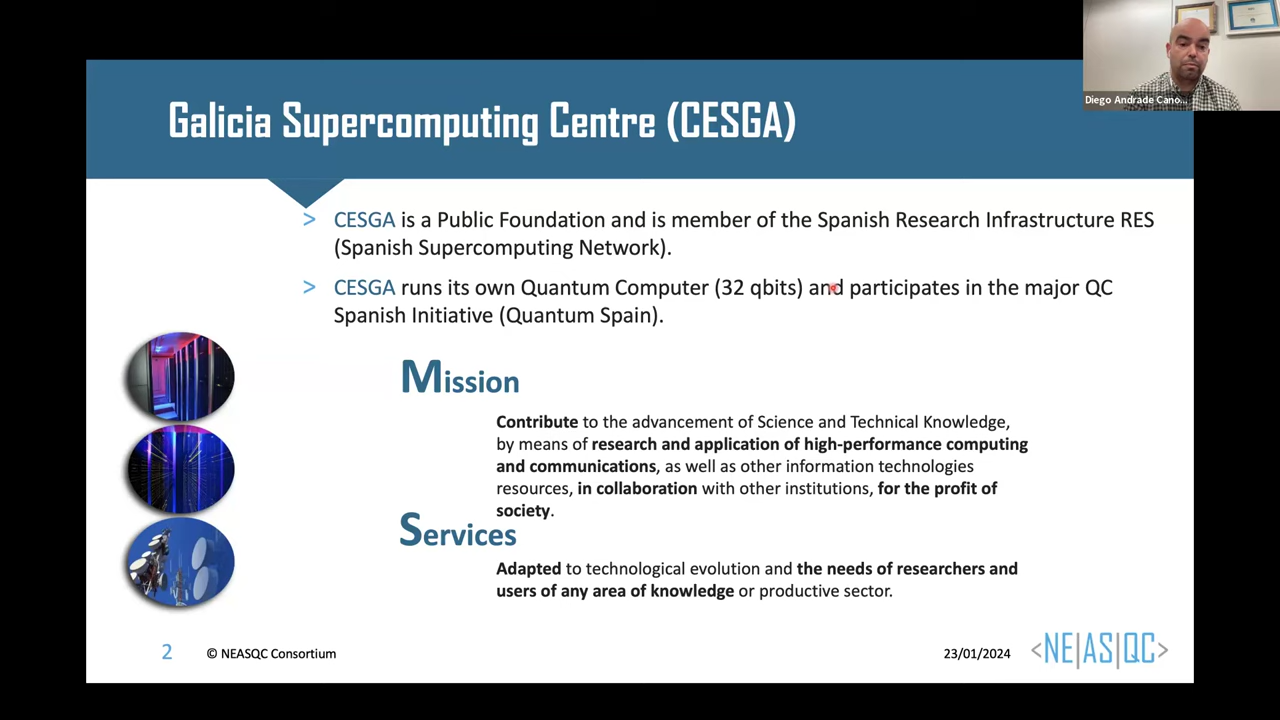 Diego Andrade Cano...
Galicia Supercomputing Centre (CESGA)
> CESGA is a Public Foundation and is member of the Spanish Research Infrastructure RES
(Spanish Supercomputing Network).
> CESGA runs its own Quantum Computer (32 qbits) and participates in the major QC
Spanish Initiative (Quantum Spain).
Mission
Contribute to the advancement of Science and Technical Knowledge,
by means of research and application of high-performance computing
and communications, as well as other information technologies
resources, in collaboration with other institutions, for the profit of
society.
Services
Adapted to technological evolution and the needs of researchers and
users of any area of knowledge or productive sector.
2 © NEASQC Consortium 23/01/2024 <NE|AS|QC>